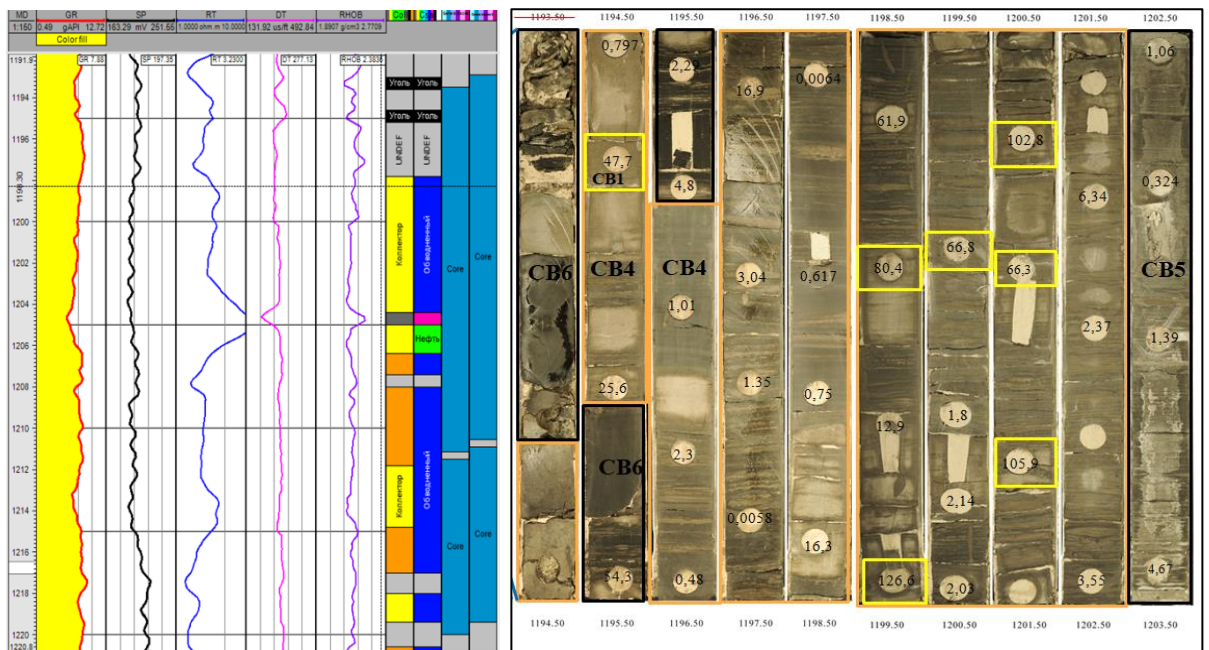 MD GR SP RT DT RHOB
1:150 0.49 gAPI 12.72 163.29 mV 251.55 1.0000 ohm.m 10.0000 131.92 us/ft 492.84 1.8907 g/cm3 2.7709
Color fill
1191.9
GR 7.88 SP 197.35 RT 3.2300 DT 277.13 RHOB 2.3835
Уголь Уголь
1194
Уголь Уголь
1196
UNDEF UNDEF
1198.30
1200
Коллектор Обводненный
1202
Core Core
1204
Нефть
1206
1208
1210
1212
Коллектор Обводненный
1214
Core Core
1216
1218
1220
1220.8
1193.50 1194.50 1195.50 1196.50 1197.50 1198.50 1199.50 1200.50 1202.50
0,797
2,29
16,9
0,0064
61,9
102,8
1,06
47,7
СВ1
4,8
6,34
0,324
СВ6
СВ4
СВ4
1,01
3,04
0,617
80,4
66,8
66,3
2,37
СВ5
1,39
25,6
1.35
0,75
1,8
12,9
СВ6
2,3
105,9
0,0058
2,14
16,3
54,3
0,48
126,6
2,03
3,55
4,67
1194.50 1195.50 1196.50 1197.50 1198.50 1199.50 1200.50 1201.50 1202.50 1203.50